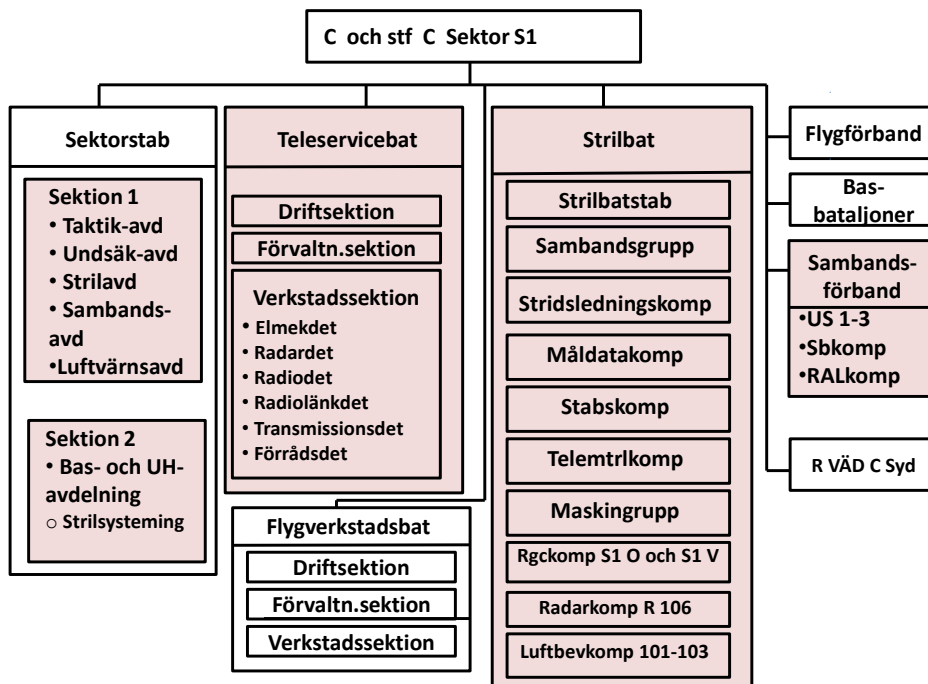 C och stf C Sektor S1
Sektorstab
Sektion 1
• Taktik-avd
• Undsäk-avd
• Strilavd
• Sambands-
avd
•Luftvärnsavd
Sektion 2
• Bas- och UH-
avdelning
○ Strilsysteming
Teleservicebat
Driftsektion
Förvaltn.sektion
Verkstadssektion
• Elmekdet
• Radardet
• Radiodet
• Radiolänkdet
• Transmissionsdet
• Förrådsdet
Flygverkstadsbat
Driftsektion
Förvaltn.sektion
Verkstadssektion
Strilbat
Strilbatstab
Sambandsgrupp
Stridsledningskomp
Måldatakomp
Stabskomp
Telemtrlkomp
Maskingrupp
Rgckomp S1 O och S1 V
Radarkomp R 106
Luftbevkomp 101-103
Flygförband
Bas-
bataljoner
Sambands-
förband
•US 1-3
•Sbkomp
•RALkomp
R VÄD C Syd